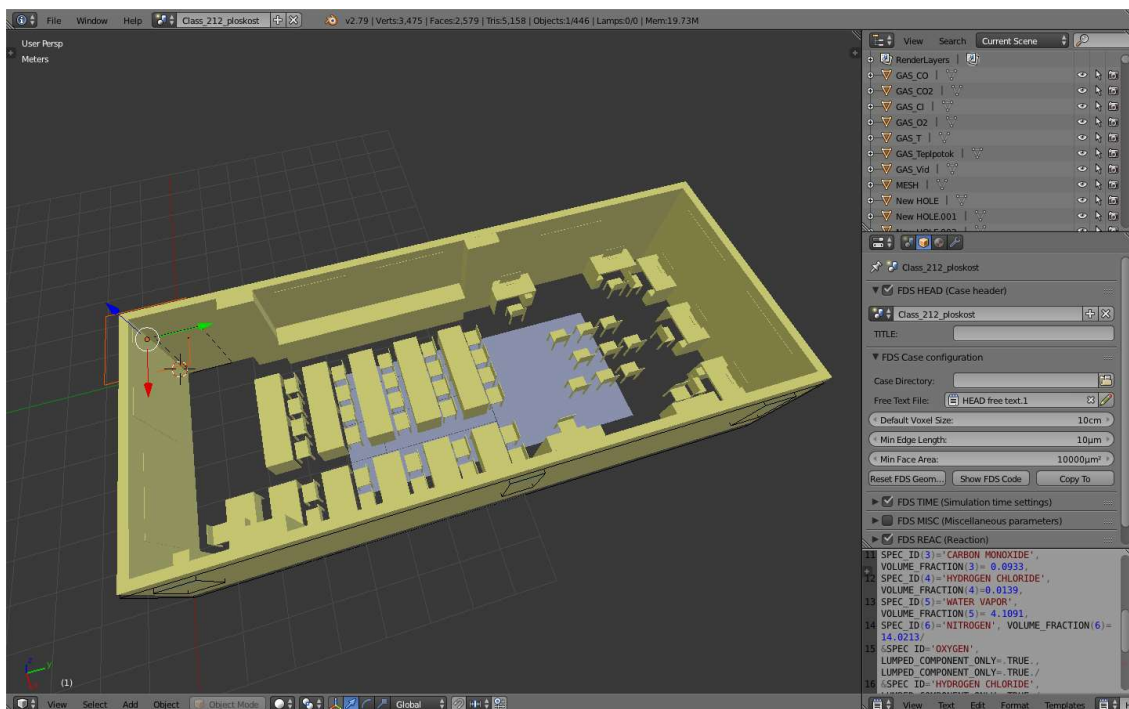 File Window Help Class_212_ploskost v2.79 | Verts:3,475 | Faces:2,579 | Tris:5,158 | Objects:1/446 | Lamps:0/0 | Mem:19.73M
User Persp
Meters
(1)
View Select Add Object Object Mode Global
View Search Current Scene
RenderLayers |
GAS_CO |
GAS_CO2 |
GAS_Cl |
GAS_O2 |
GAS_T |
GAS_Teplpotok |
GAS_Vid |
MESH |
New HOLE |
New HOLE.001 |
Class_212_ploskost
FDS HEAD (Case header)
Class_212_ploskost
TITLE:
FDS Case configuration
Case Directory:
Free Text File: HEAD free text.1
Default Voxel Size: 10cm
Min Edge Length: 10µm
Min Face Area: 10000µm²
Reset FDS Geom... Show FDS Code Copy To
FDS TIME (Simulation time settings)
FDS MISC (Miscellaneous parameters)
FDS REAC (Reaction)
11 SPEC_ID(3)='CARBON MONOXIDE',
VOLUME_FRACTION(3)= 0.0933,
12 SPEC_ID(4)='HYDROGEN CHLORIDE',
VOLUME_FRACTION(4)=0.0139,
13 SPEC_ID(5)='WATER VAPOR',
VOLUME_FRACTION(5)= 4.1091,
14 SPEC_ID(6)='NITROGEN', VOLUME_FRACTION(6)=
14.0213/
15 &SPEC ID='OXYGEN',
LUMPED_COMPONENT_ONLY=.TRUE.,
LUMPED_COMPONENT_ONLY=.TRUE./
16 &SPEC ID='HYDROGEN CHLORIDE',
View Text Edit Format Templates